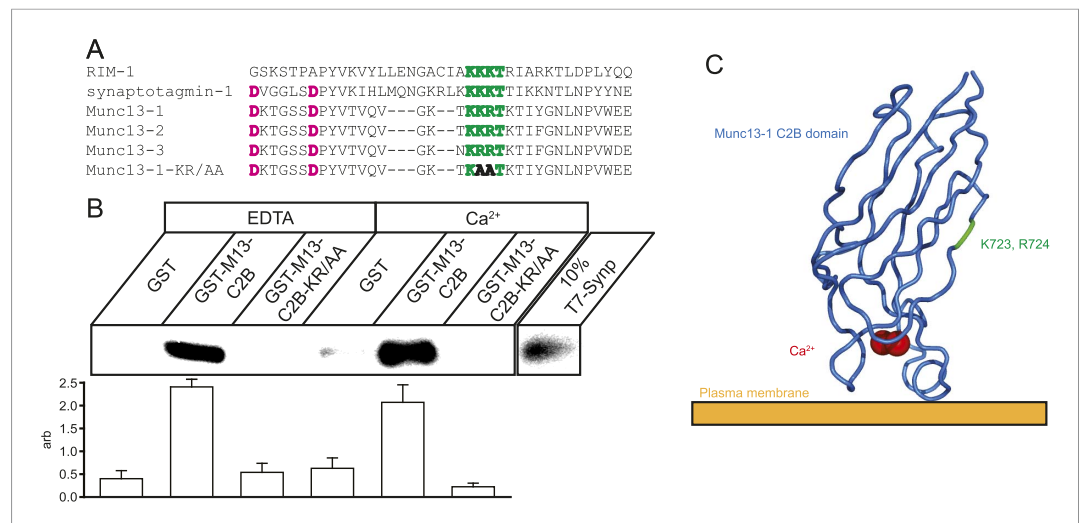 A
RIM-1 GSKSTPAPYVKVYLLENGACIAKKKTRIARKTLDPLYQQ
synaptotagmin-1 DVGGLSDPYVKIHLMQNGKRLKKKKTTIKKNTLNPYYNE
Munc13-1 DKTGSSDPYVTVQV---GK-TKKRTKTIYGNLNPVWEE
Munc13-2 DKTGSSDPYVTVQV---GK-TKKRTKTIFGNLNPVWEE
Munc13-3 DKTGSSDPYVTVQV---GK-NKRRTKTIFGNLNPVWDE
Munc13-1-KR/AA DKTGSSDPYVTVQV---GK-TKAATKTIYGNLNPVWEE
B
EDTA
Ca²⁺
GST
GST-M13-
C2B
GST-M13-
C2B-KR/AA
GST
GST-M13-
C2B
GST-M13-
C2B-KR/AA
10%
T7-Synp
arb
2.5
2.0
1.5
1.0
0.5
0.0
C
Munc13-1 C2B domain
K723, R724
Ca²⁺
Plasma membrane